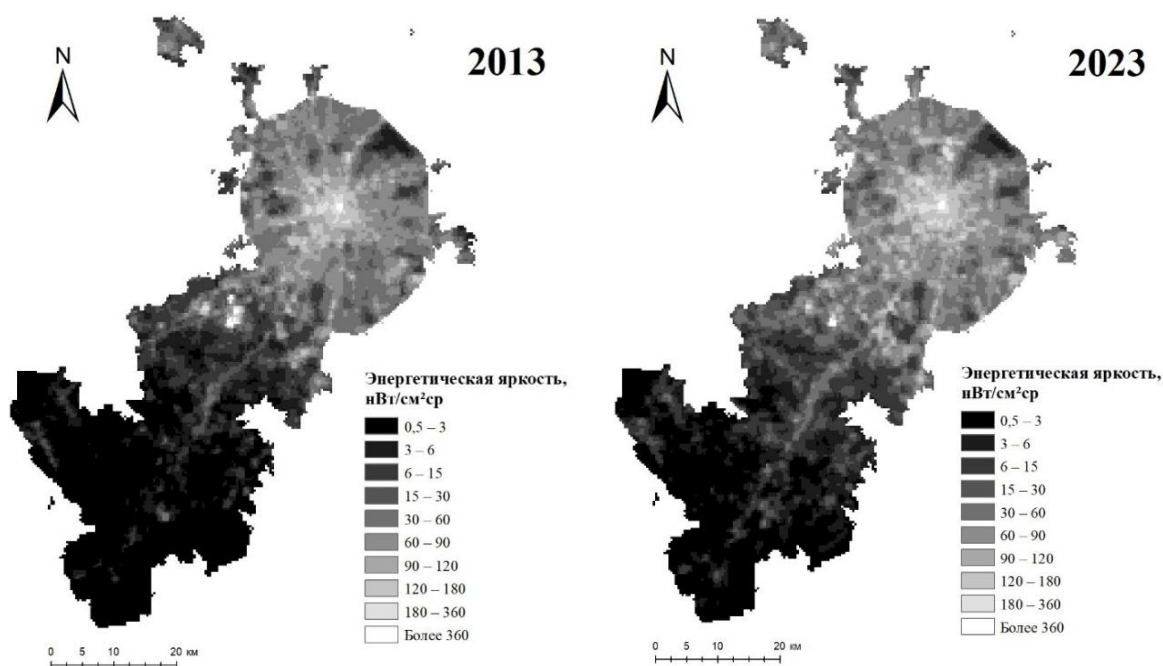 N
2013
Энергетическая яркость,
нВт/см²ср
0,5 – 3
3 – 6
6 – 15
15 – 30
30 – 60
60 – 90
90 – 120
120 – 180
180 – 360
Более 360
0 5 10 20 км
N
2023
Энергетическая яркость,
нВт/см²ср
0,5 – 3
3 – 6
6 – 15
15 – 30
30 – 60
60 – 90
90 – 120
120 – 180
180 – 360
Более 360
0 5 10 20 км